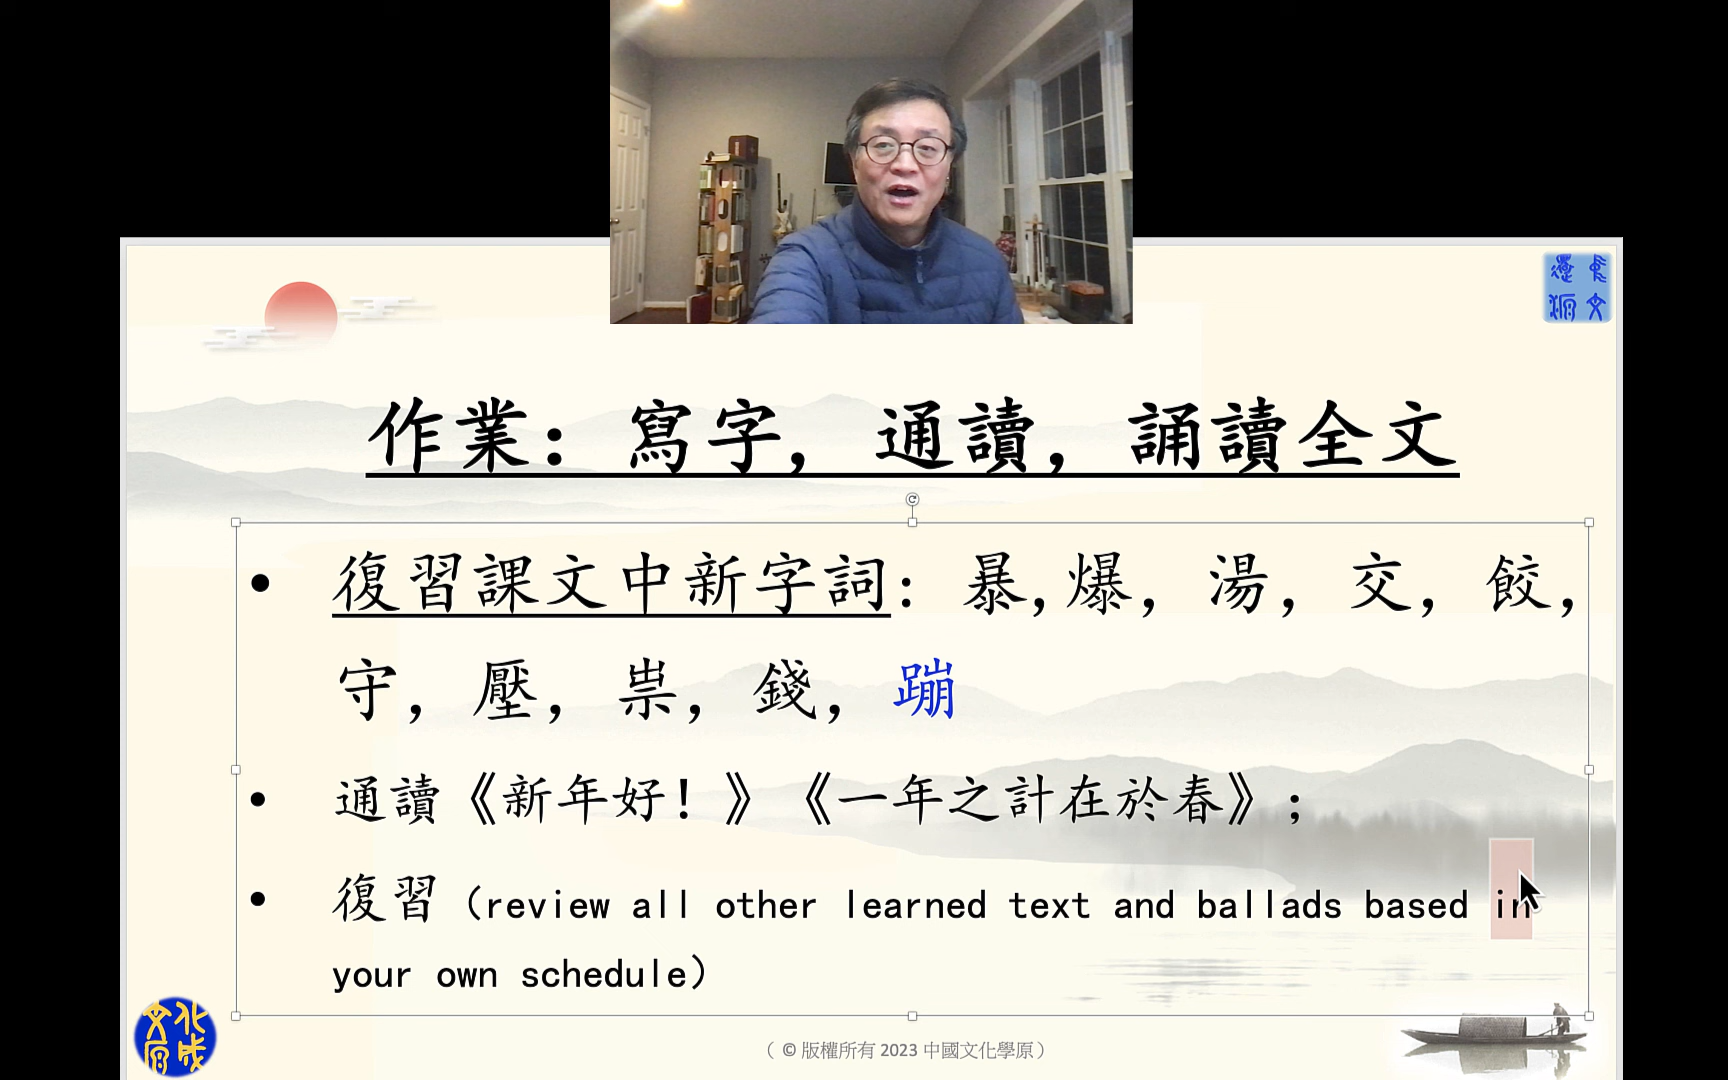 作業：寫字，通讀，誦讀全文
• 復習課文中新字詞：暴,爆，湯，交，餃，
守，壓，祟，錢，蹦
• 通讀《新年好！》《一年之計在於春》；
• 復習（review all other learned text and ballads based in
your own schedule）
（ © 版權所有 2023 中國文化學原）